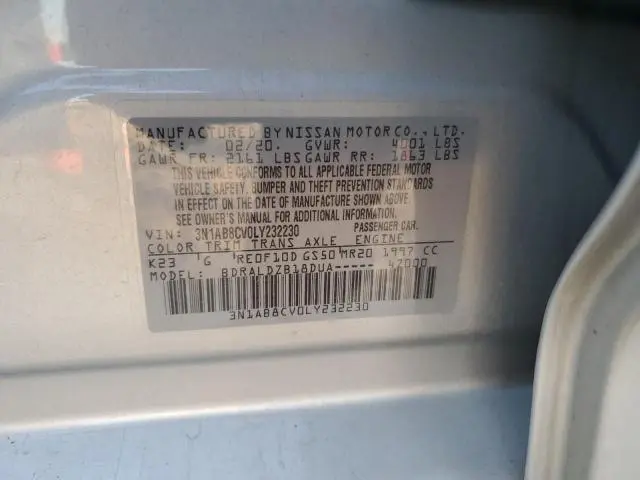 MANUFACTURED BY NISSAN MOTOR CO., LTD.
DATE: 02/20. GVWR: 4001 LBS
GAWR FR: 2161 LBS GAWR RR: 1863 LBS
THIS VEHICLE CONFORMS TO ALL APPLICABLE FEDERAL MOTOR
VEHICLE SAFETY, BUMPER AND THEFT PREVENTION STANDARDS
IN EFFECT ON THE DATE OF MANUFACTURE SHOWN ABOVE.
SEE OWNER'S MANUAL FOR ADDITIONAL INFORMATION.
VIN: 3N1AB8CV0LY232230 PASSENGER CAR.
COLOR TRIM TRANS AXLE ENGINE
K23 G RE0F10D GS50 MR20 1997 CC
MODEL: BDRALDZB18DUA----- 47000
3N1AB8CV0LY232230